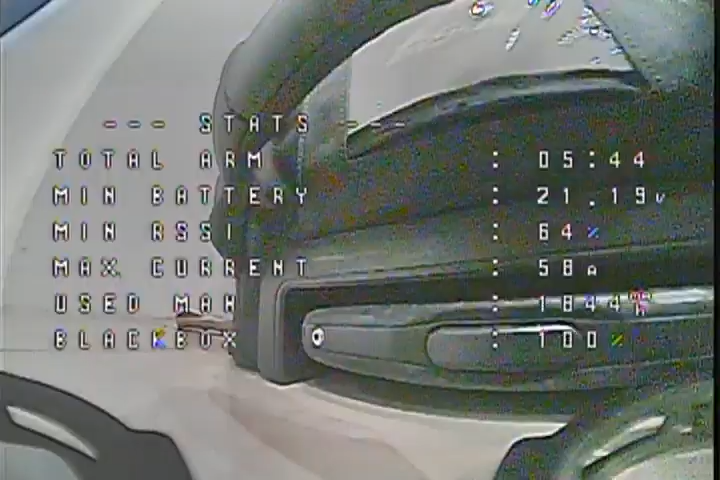 --- STATS ---
TOTAL ARM : 05:44
MIN BATTERY : 21.19V
MIN RSSI : 64%
MAX CURRENT : 58A
USED MAH : 1844mAh
BLACKBOX : 100%